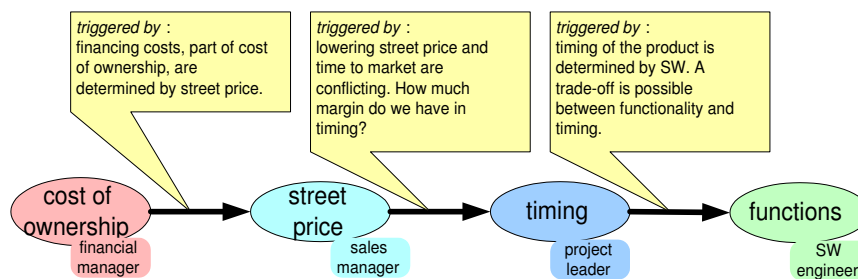 triggered by :
financing costs, part of cost
of ownership, are
determined by street price.
triggered by :
lowering street price and
time to market are
conflicting. How much
margin do we have in
timing?
triggered by :
timing of the product is
determined by SW. A
trade-off is possible
between functionality and
timing.
cost of
ownership
financial
manager
street
price
sales
manager
timing
project
leader
functions
SW
engineer